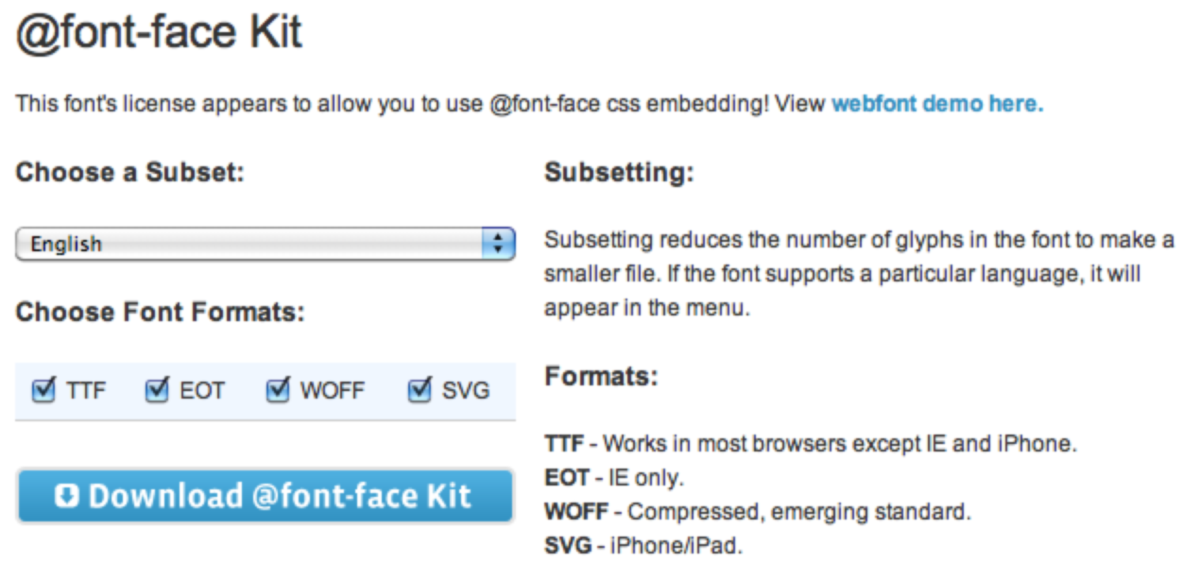 @font-face Kit
This font's license appears to allow you to use @font-face css embedding! View webfont demo here.
Choose a Subset:
English
Choose Font Formats:
TTF EOT WOFF SVG
Download @font-face Kit
Subsetting:
Subsetting reduces the number of glyphs in the font to make a
smaller file. If the font supports a particular language, it will
appear in the menu.
Formats:
TTF - Works in most browsers except IE and iPhone.
EOT - IE only.
WOFF - Compressed, emerging standard.
SVG - iPhone/iPad.